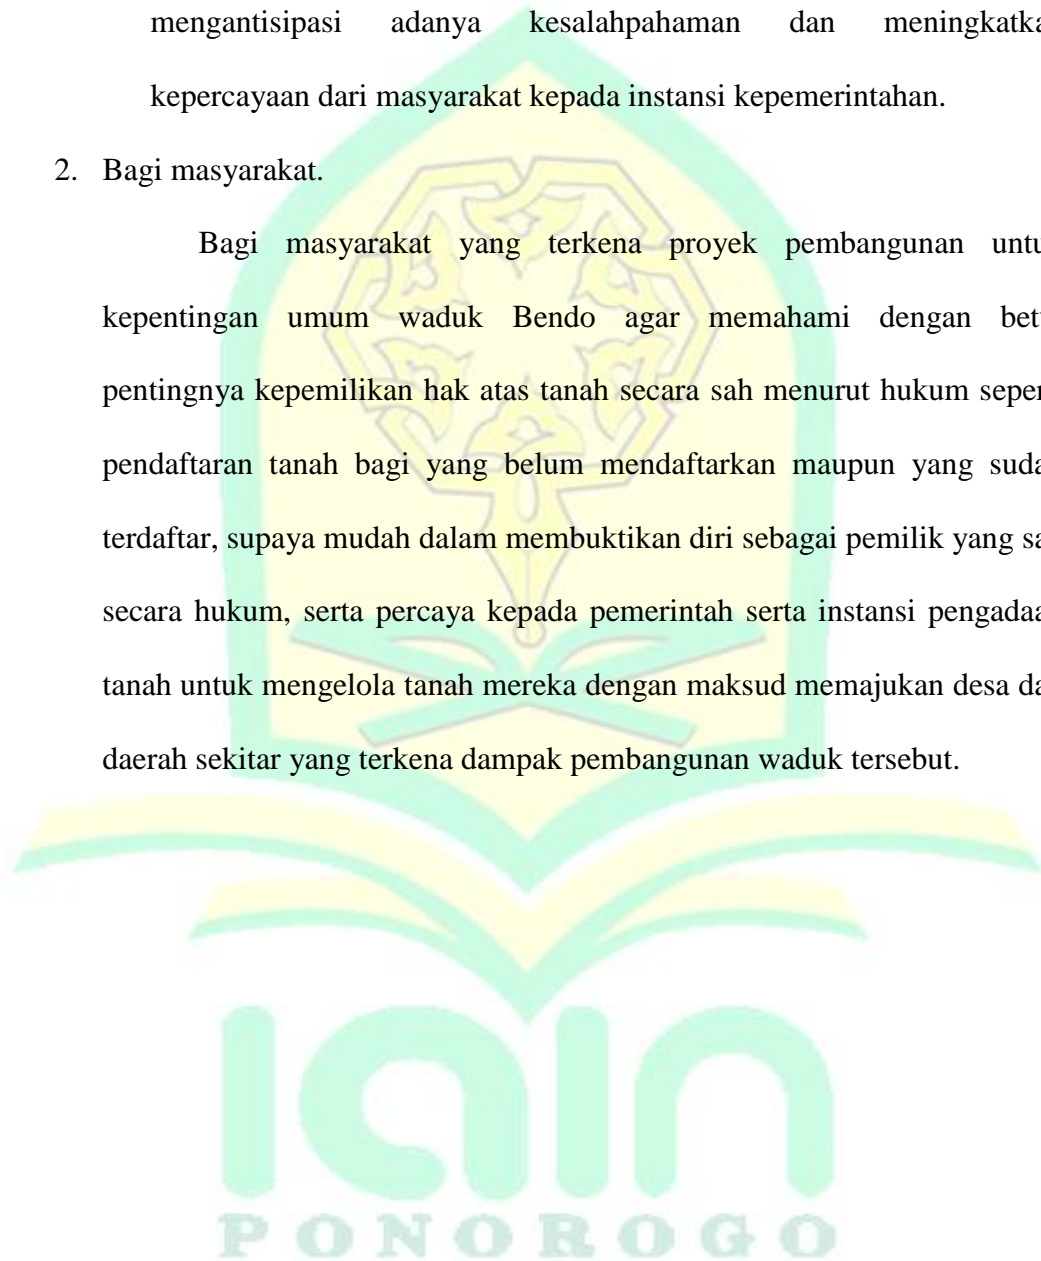 mengantisipasi adanya kesalahpahaman dan meningkatka
kepercayaan dari masyarakat kepada instansi kepemerintahan.
2. Bagi masyarakat.
Bagi masyarakat yang terkena proyek pembangunan untu
kepentingan umum waduk Bendo agar memahami dengan bet
pentingnya kepemilikan hak atas tanah secara sah menurut hukum seper
pendaftaran tanah bagi yang belum mendaftarkan maupun yang suda
terdaftar, supaya mudah dalam membuktikan diri sebagai pemilik yang sa
secara hukum, serta percaya kepada pemerintah serta instansi pengadaa
tanah untuk mengelola tanah mereka dengan maksud memajukan desa da
daerah sekitar yang terkena dampak pembangunan waduk tersebut.
iain
PONOROGO